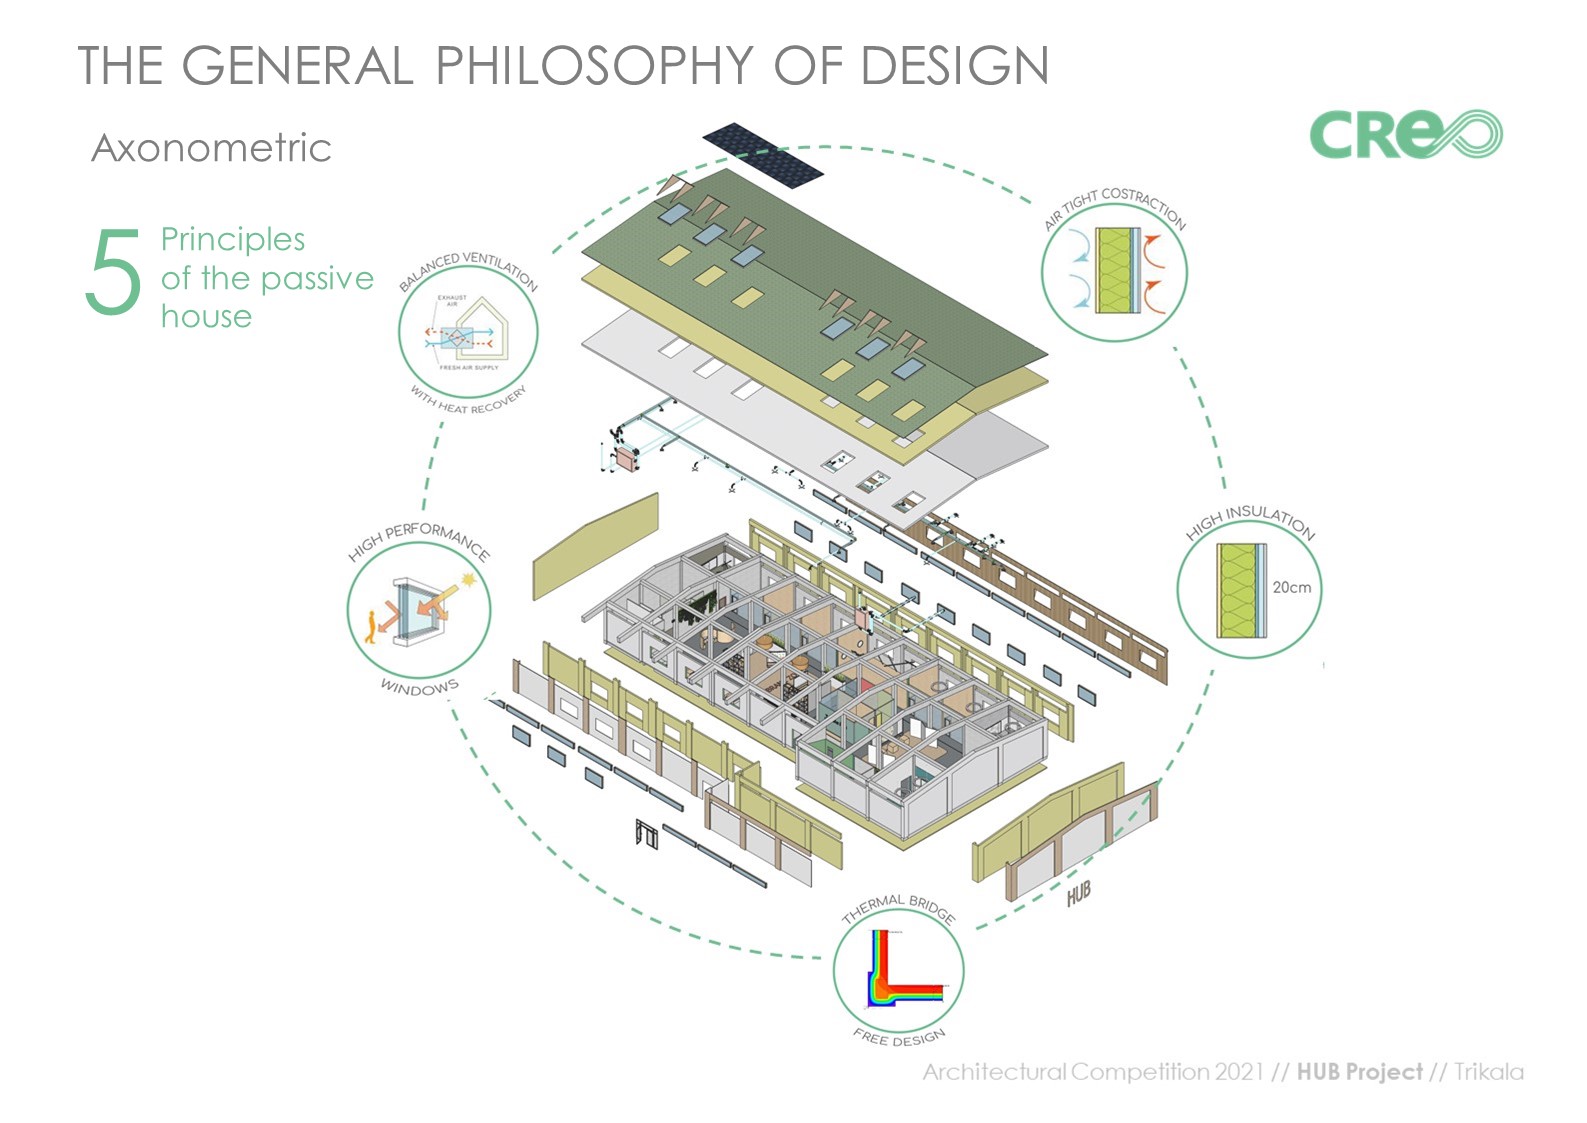 THE GENERAL PHILOSOPHY OF DESIGN
Axonometric
CRe
5
Principles
of the passive
house
BALANCED VENTILATION
EXHAUST
AIR
FRESH AIR SUPPLY
WITH HEAT RECOVERY
AIR TIGHT COSTRACTION
HIGH PERFORMANCE
WINDOWS
HIGH INSULATION
20cm
HUB
THERMAL BRIDGE
FREE DESIGN
Architectural Competition 2021 // HUB Project // Trikala